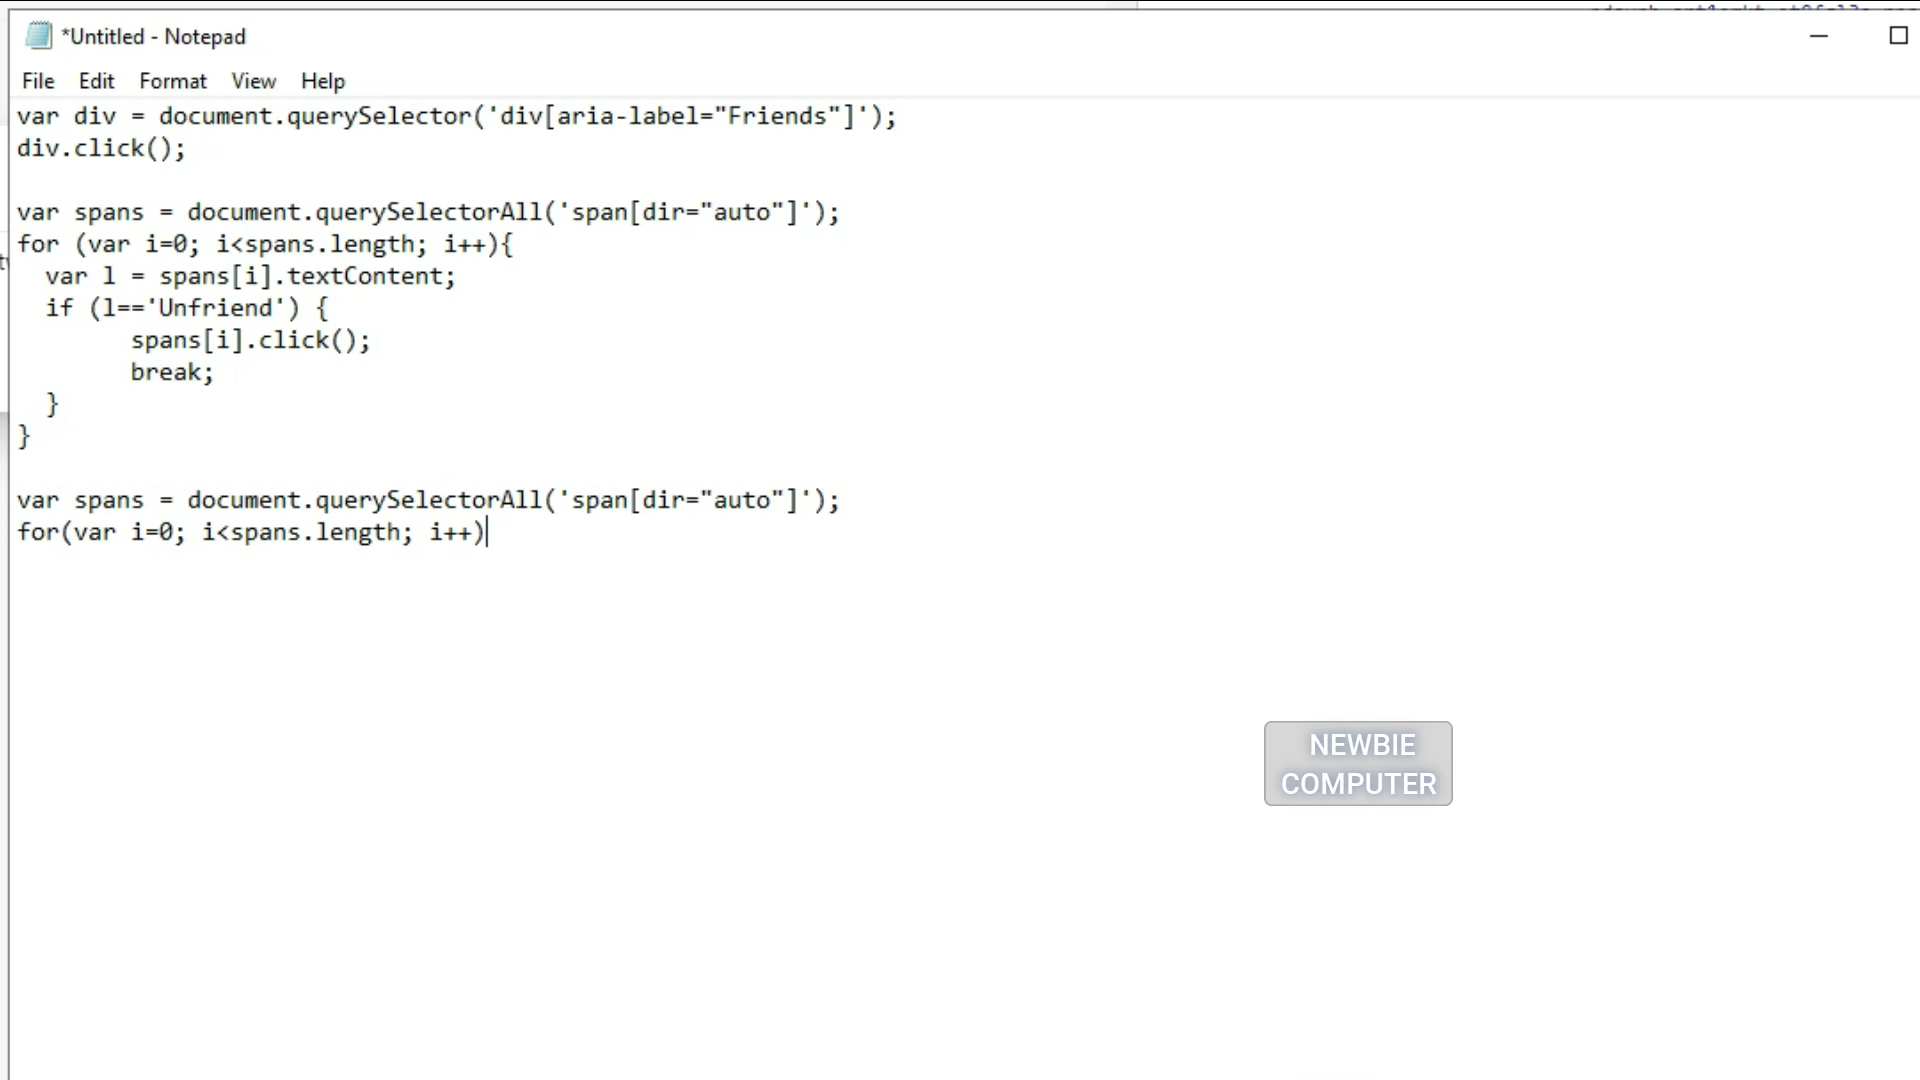 *Untitled - Notepad
File Edit Format View Help
var div = document.querySelector('div[aria-label="Friends"]');
div.click();
var spans = document.querySelectorAll('span[dir="auto"]');
for (var i=0; i<spans.length; i++){
  var l = spans[i].textContent;
  if (l=='Unfriend') {
        spans[i].click();
        break;
  }
}
var spans = document.querySelectorAll('span[dir="auto"]');
for(var i=0; i<spans.length; i++)
NEWBIE
COMPUTER